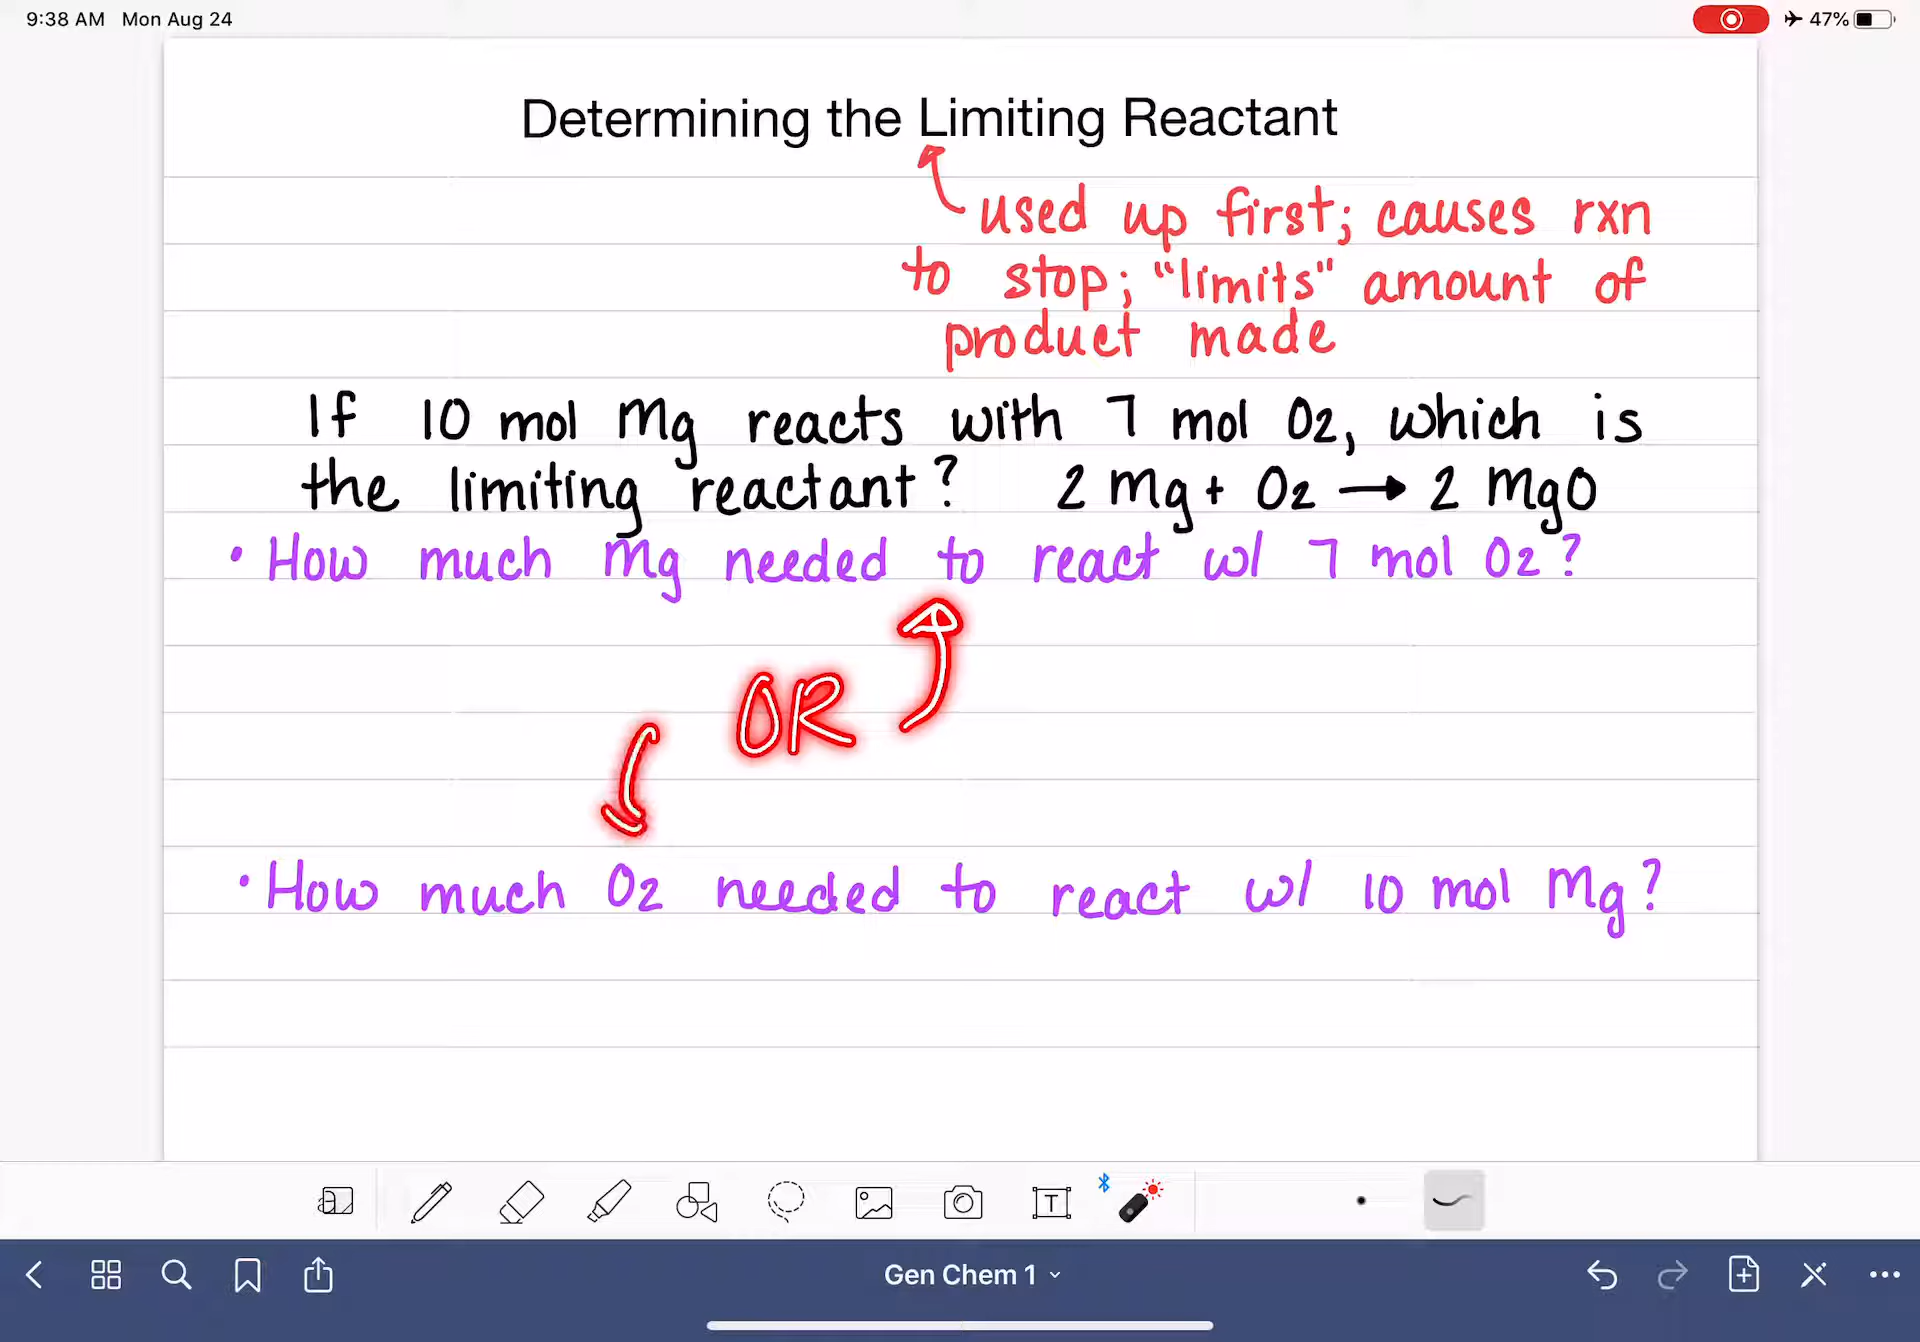 9:38 AM Mon Aug 24
47%
Determining the Limiting Reactant
used up first; causes rxn
to stop; "limits" amount of
product made
If 10 mol Mg reacts with 7 mol O2, which is
the limiting reactant? 2 Mg + O2 → 2 MgO
• How much Mg needed to react w/ 7 mol O2?
OR
• How much O2 needed to react w/ 10 mol Mg?
T
Gen Chem 1